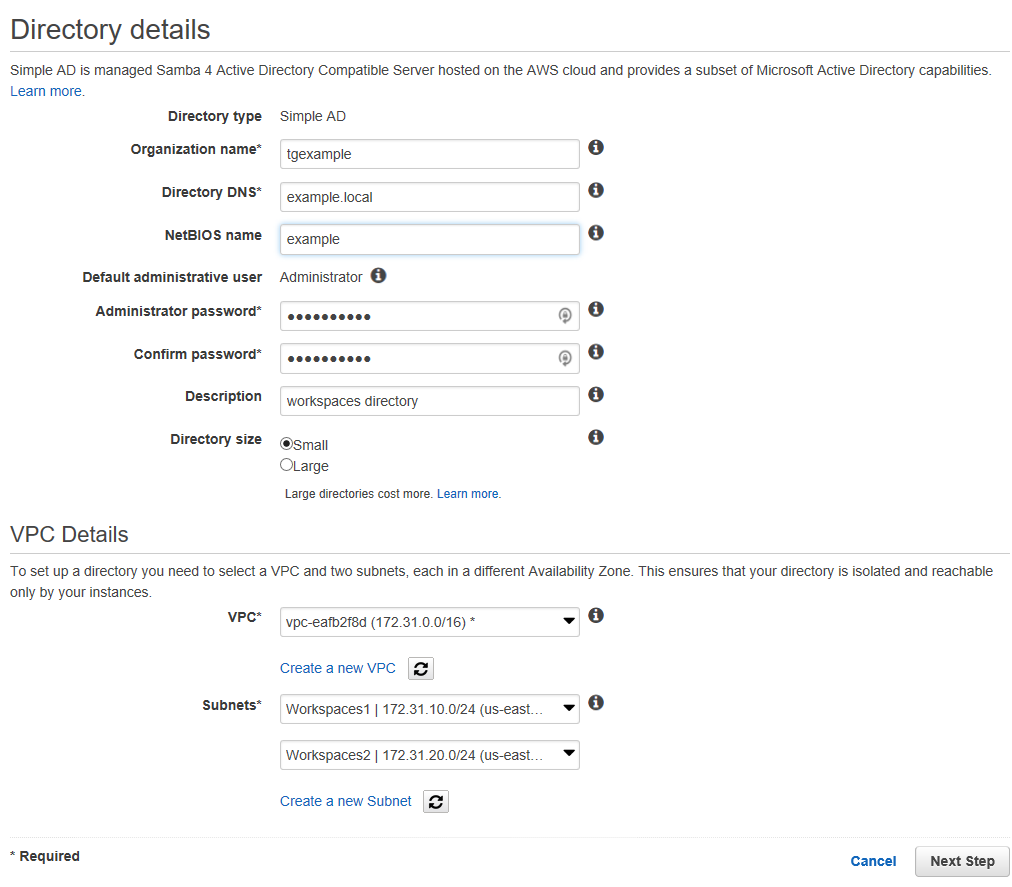 Directory details
Simple AD is managed Samba 4 Active Directory Compatible Server hosted on the AWS cloud and provides a subset of Microsoft Active Directory capabilities.
Learn more.
Directory type Simple AD
Organization name* tgexample
Directory DNS* example.local
NetBIOS name example
Default administrative user Administrator
Administrator password* ●●●●●●●●●●
Confirm password* ●●●●●●●●●●
Description workspaces directory
Directory size Small
Large
Large directories cost more. Learn more.
VPC Details
To set up a directory you need to select a VPC and two subnets, each in a different Availability Zone. This ensures that your directory is isolated and reachable
only by your instances.
VPC* vpc-eafb2f8d (172.31.0.0/16) *
Create a new VPC
Subnets* Workspaces1 | 172.31.10.0/24 (us-east...
Workspaces2 | 172.31.20.0/24 (us-east...
Create a new Subnet
* Required
Cancel Next Step